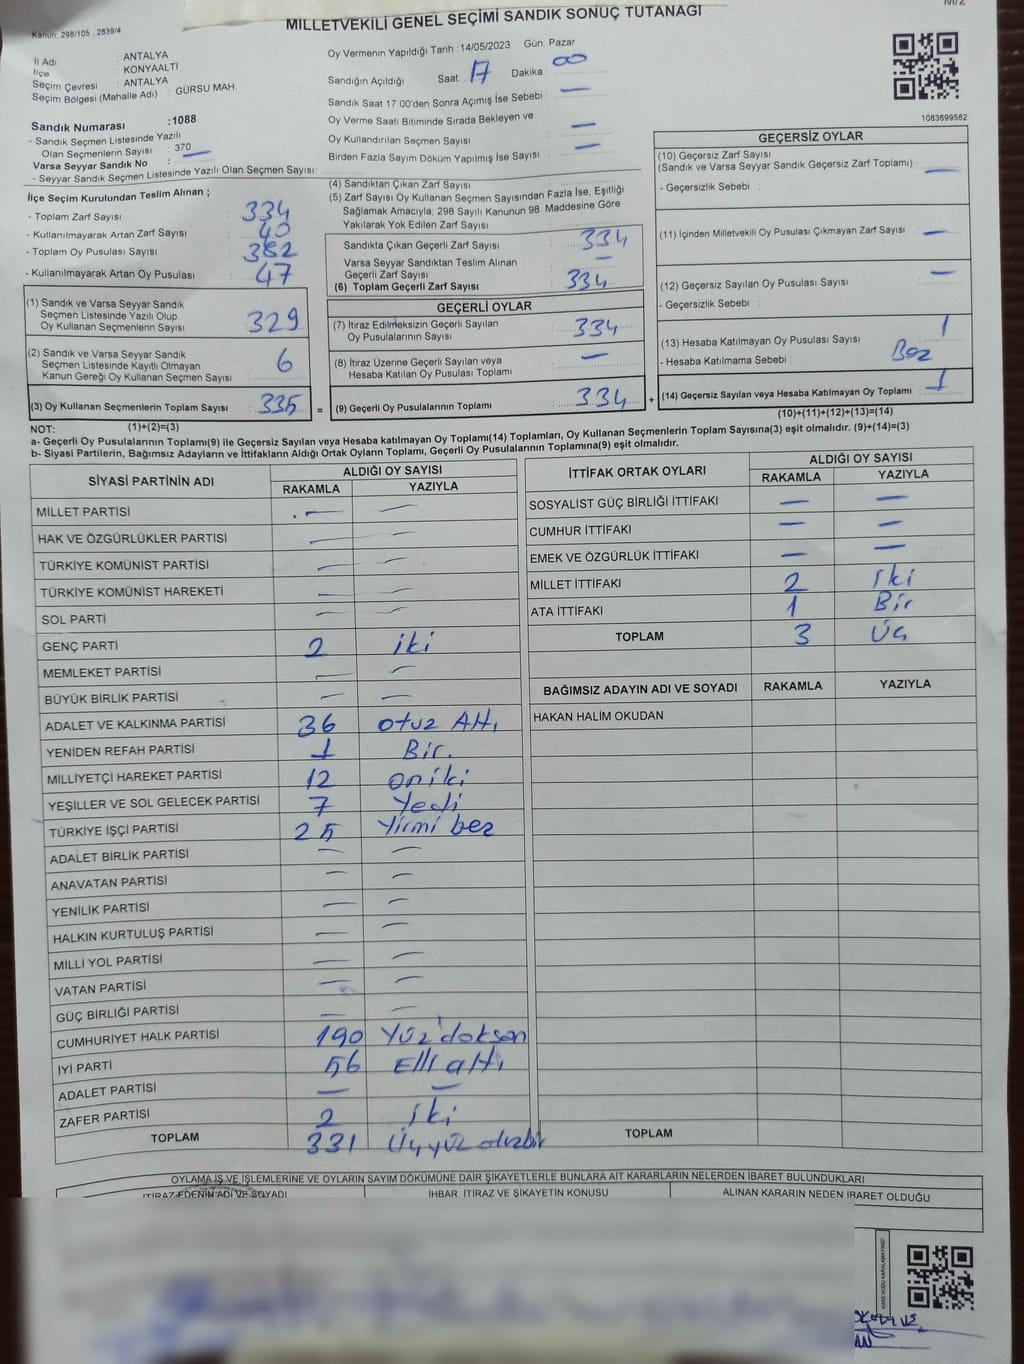 MİLLETVEKİLİ GENEL SEÇİMİ SANDIK SONUÇ TUTANAĞI
Kanun: 298/105 , 2839/4
İl Adı : ANTALYA
İlçe : KONYAALTI
Seçim Çevresi : ANTALYA
Seçim Bölgesi (Mahalle Adı) : GÜRSU MAH.
Sandık Numarası :1088
- Sandık Seçmen Listesinde Yazılı
Olan Seçmenlerin Sayısı : 370
Varsa Seyyar Sandık No :
- Seyyar Sandık Seçmen Listesinde Yazılı Olan Seçmen Sayısı:
Oy Vermenin Yapıldığı Tarih :14/05/2023 Gün: Pazar
Sandığın Açıldığı Saat: 17 Dakika : 00
Sandık Saat 17:00'den Sonra Açımış İse Sebebi : —
Oy Verme Saati Bitiminde Sırada Bekleyen ve
Oy Kullandırılan Seçmen Sayısı : —
Birden Fazla Sayım Döküm Yapılmış İse Sayısı : —
1083699582
İlçe Seçim Kurulundan Teslim Alınan ;
- Toplam Zarf Sayısı : 334
- Kullanılmayarak Artan Zarf Sayısı : 40
- Toplam Oy Pusulası Sayısı : 382
- Kullanılmayarak Artan Oy Pusulası : 47
(1) Sandık ve Varsa Seyyar Sandık
Seçmen Listesinde Yazılı Olup
Oy Kullanan Seçmenlerin Sayısı : 329
(2) Sandık ve Varsa Seyyar Sandık
Seçmen Listesinde Kayıtlı Olmayan
Kanun Gereği Oy Kullanan Seçmen Sayısı : 6
(3) Oy Kullanan Seçmenlerin Toplam Sayısı : 335
(4) Sandıktan Çıkan Zarf Sayısı :
(5) Zarf Sayısı Oy Kullanan Seçmen Sayısından Fazla İse, Eşitliği
Sağlamak Amacıyla; 298 Sayılı Kanunun 98. Maddesine Göre
Yakılarak Yok Edilen Zarf Sayısı :
Sandıkta Çıkan Geçerli Zarf Sayısı : 334
Varsa Seyyar Sandıktan Teslim Alınan
Geçerli Zarf Sayısı : —
(6) Toplam Geçerli Zarf Sayısı : 334
GEÇERLİ OYLAR
(7) İtiraz Edilmeksizin Geçerli Sayılan
Oy Pusulalarının Sayısı : 334
(8) İtiraz Üzerine Geçerli Sayılan veya
Hesaba Katılan Oy Pusulası Toplamı : —
= (9) Geçerli Oy Pusulalarının Toplamı : 334
GEÇERSİZ OYLAR
(10) Geçersiz Zarf Sayısı
(Sandık ve Varsa Seyyar Sandık Geçersiz Zarf Toplamı) : —
- Geçersizlik Sebebi :
(11) İçinden Milletvekili Oy Pusulası Çıkmayan Zarf Sayısı : —
(12) Geçersiz Sayılan Oy Pusulası Sayısı : —
- Geçersizlik Sebebi :
(13) Hesaba Katılmayan Oy Pusulası Sayısı : 1
- Hesaba Katılmama Sebebi : Boz
+ (14) Geçersiz Sayılan veya Hesaba Katılmayan Oy Toplamı : 1
NOT: (1)+(2)=(3) (10)+(11)+(12)+(13)=(14)
a- Geçerli Oy Pusulalarının Toplamı(9) ile Geçersiz Sayılan veya Hesaba katılmayan Oy Toplamı(14) Toplamları, Oy Kullanan Seçmenlerin Toplam Sayısına(3) eşit olmalıdır. (9)+(14)=(3)
b- Siyasi Partilerin, Bağımsız Adayların ve İttifakların Aldığı Ortak Oyların Toplamı, Geçerli Oy Pusulalarının Toplamına(9) eşit olmalıdır.
SİYASİ PARTİNİN ADI ALDIĞI OY SAYISI
RAKAMLA YAZIYLA
MİLLET PARTİSİ — —
HAK VE ÖZGÜRLÜKLER PARTİSİ — —
TÜRKİYE KOMÜNİST PARTİSİ — —
TÜRKİYE KOMÜNİST HAREKETİ — —
SOL PARTİ — —
GENÇ PARTİ 2 iki
MEMLEKET PARTİSİ — —
BÜYÜK BİRLİK PARTİSİ — —
ADALET VE KALKINMA PARTİSİ 36 otuz Altı
YENİDEN REFAH PARTİSİ 1 Bir.
MİLLİYETÇİ HAREKET PARTİSİ 12 oniki
YEŞİLLER VE SOL GELECEK PARTİSİ 7 Yedi
TÜRKİYE İŞÇİ PARTİSİ 25 Yirmi bez
ADALET BİRLİK PARTİSİ — —
ANAVATAN PARTİSİ — —
YENİLİK PARTİSİ — —
HALKIN KURTULUŞ PARTİSİ — —
MİLLİ YOL PARTİSİ — —
VATAN PARTİSİ — —
GÜÇ BİRLİĞİ PARTİSİ — —
CUMHURİYET HALK PARTİSİ 190 Yüz doksan
İYİ PARTİ 56 Elli altı
ADALET PARTİSİ — —
ZAFER PARTİSİ 2 iki
TOPLAM 331 Üçyüz otuzbir
İTTİFAK ORTAK OYLARI ALDIĞI OY SAYISI
RAKAMLA YAZIYLA
SOSYALİST GÜÇ BİRLİĞİ İTTİFAKI — —
CUMHUR İTTİFAKI — —
EMEK VE ÖZGÜRLÜK İTTİFAKI — —
MİLLET İTTİFAKI 2 iki
ATA İTTİFAKI 1 Bir
TOPLAM 3 Üç
BAĞIMSIZ ADAYIN ADI VE SOYADI RAKAMLA YAZIYLA
HAKAN HALİM OKUDAN
TOPLAM
OYLAMA İŞ VE İŞLEMLERİNE VE OYLARIN SAYIM DÖKÜMÜNE DAİR ŞİKAYETLERLE BUNLARA AİT KARARLARIN NELERDEN İBARET BULUNDUKLARI
İTİRAZ EDENİN ADI VE SOYADI İHBAR, İTİRAZ VE ŞİKAYETİN KONUSU ALINAN KARARIN NEDEN İBARET OLDUĞU